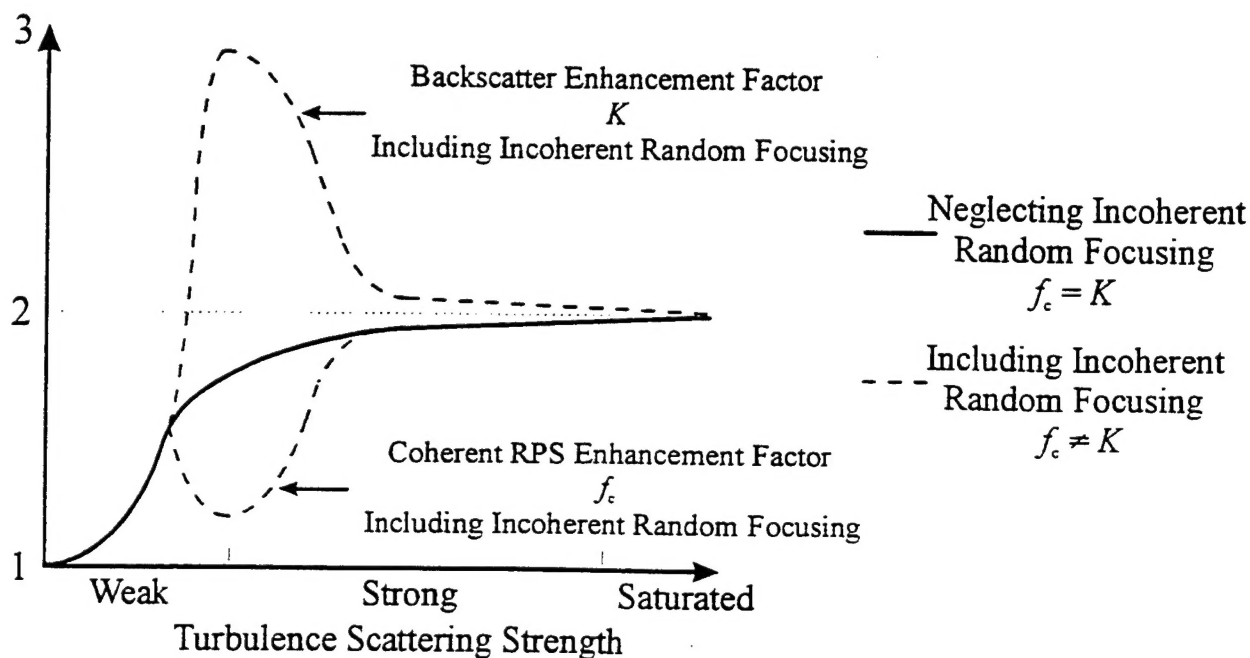 3
2
1
Backscatter Enhancement Factor
K
Including Incoherent Random Focusing
Coherent RPS Enhancement Factor
f_c
Including Incoherent Random Focusing
Weak
Strong
Saturated
Turbulence Scattering Strength
Neglecting Incoherent
Random Focusing
f_c = K
Including Incoherent
Random Focusing
f_c ≠ K